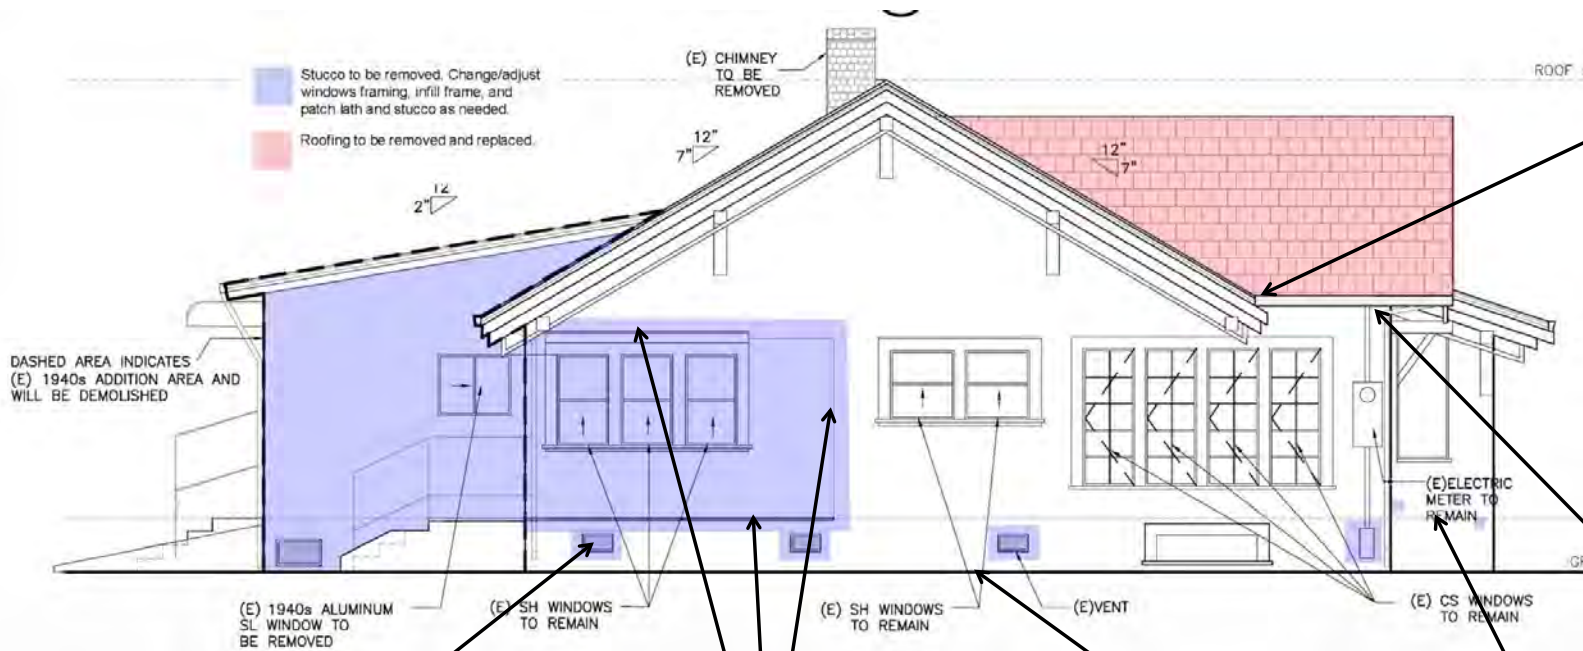 (E) CHIMNEY
TO BE
REMOVED
ROOF
Stucco to be removed. Change/adjust
windows framing, infill frame, and
patch lath and stucco as needed.
Roofing to be removed and replaced.
12"
7"
12"
7"
12
2"
DASHED AREA INDICATES
(E) 1940s ADDITION AREA AND
WILL BE DEMOLISHED
(E)ELECTRIC
METER TO
REMAIN
(E) 1940s ALUMINUM
SL WINDOW TO
BE REMOVED
(E) SH WINDOWS
TO REMAIN
(E) SH WINDOWS
TO REMAIN
(E)VENT
(E) CS WINDOWS
TO REMAIN